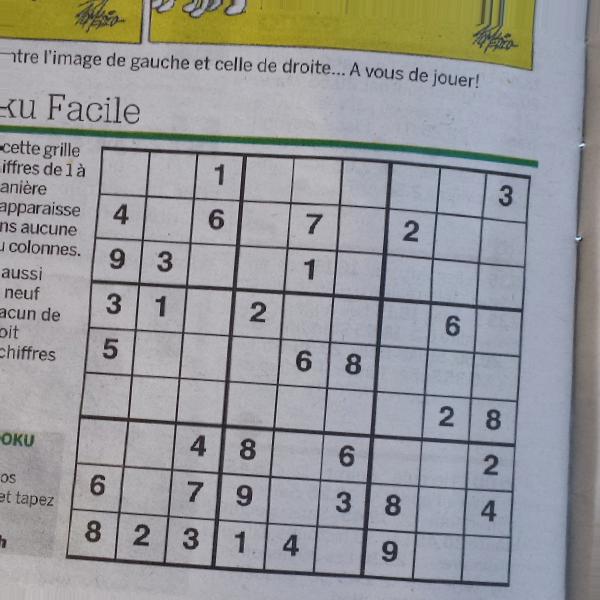 ntre l'image de gauche et celle de droite... A vous de jouer!
ku Facile
cette grille
iffres de 1 à
anière
apparaisse
ns aucune
u colonnes.
aussi
neuf
acun de
oit
chiffres
OKU
os
et tapez
h
1 3
4 6 7 2
9 3 1
3 1 2 6
5 6 8
2 8
4 8 6 2
6 7 9 3 8 4
8 2 3 1 4 9